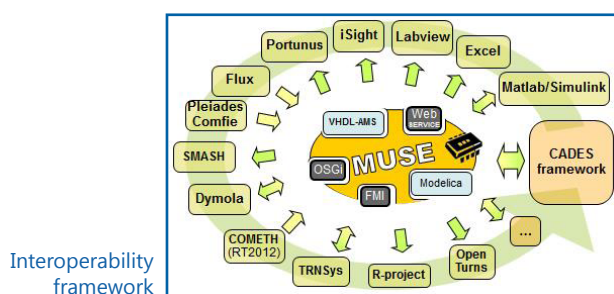 iSight
Labview
Portunus
Excel
Flux
Matlab/Simulink
Pleiades
Comfie
VHDL-AMS
Web
SERVICE
SMASH
MUSE
CADES
framework
OSGi
Modelica
FMI
Dymola
COMETH
(RT2012)
...
TRNSys
R-project
Open
Turns
Interoperability
framework